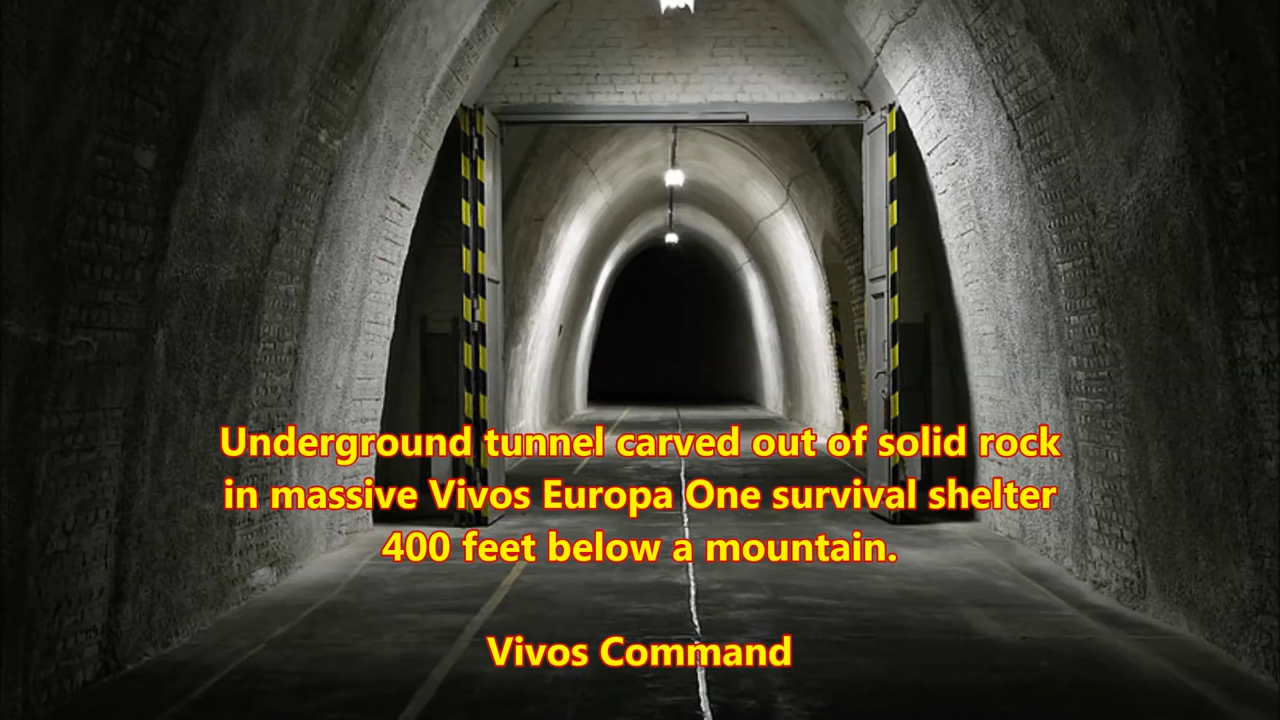 Underground tunnel carved out of solid rock
in massive Vivos Europa One survival shelter
400 feet below a mountain.
Vivos Command